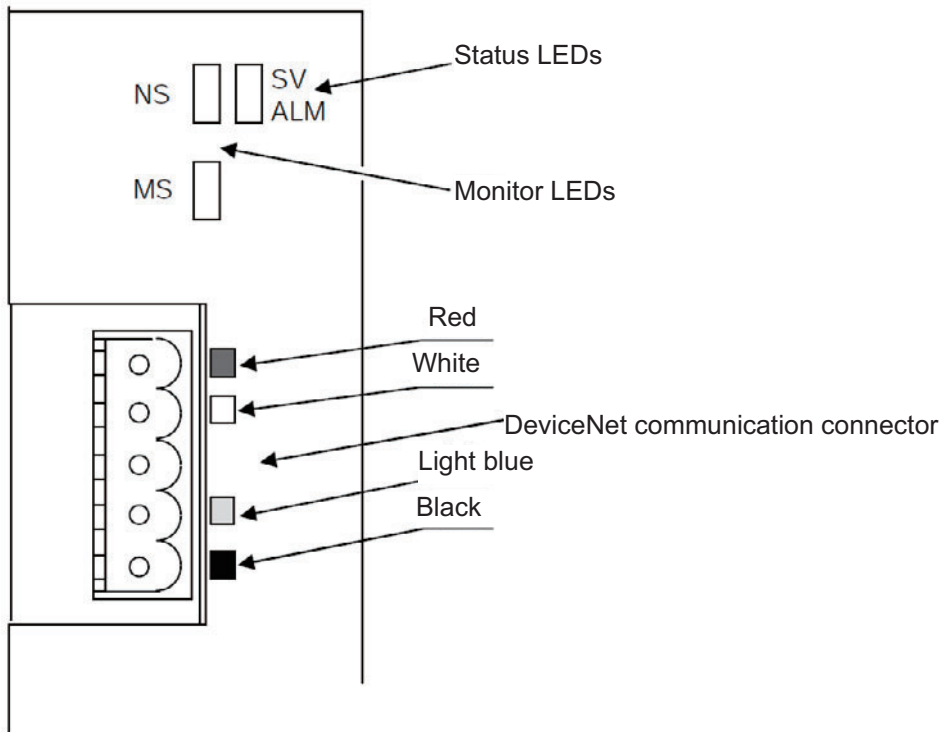 Status LEDs
NS
SV
ALM
MS
Monitor LEDs
Red
White
DeviceNet communication connector
Light blue
Black